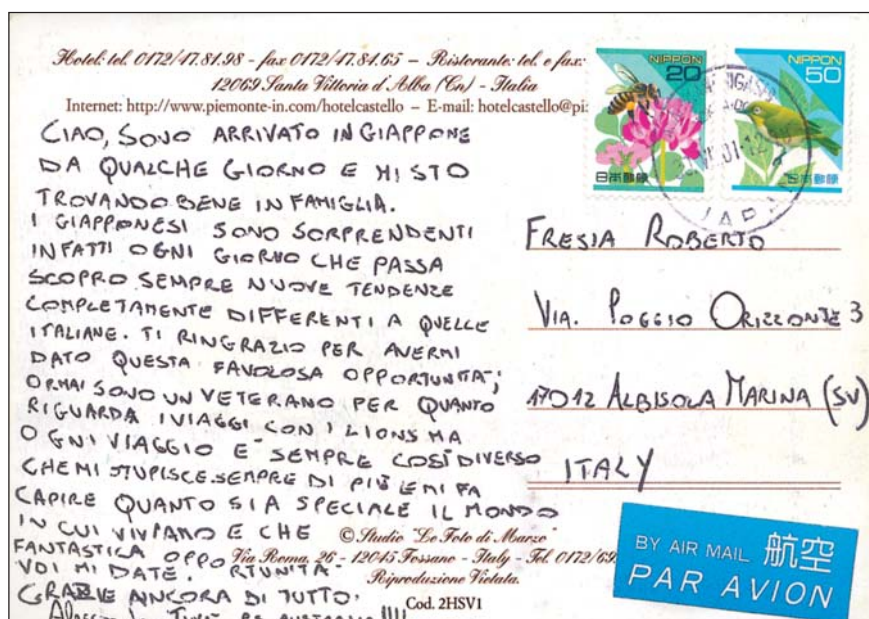 Hotel: tel. 0172/47.81.98 - fax 0172/47.84.65 – Ristorante: tel. e fax:
12069 Santa Vittoria d'Alba (Cn) - Italia
Internet: http://www.piemonte-in.com/hotelcastello – E-mail: hotelcastello@pi
CIAO, SONO ARRIVATO IN GIAPPONE
DA QUALCHE GIORNO E MI STO
TROVANDO BENE IN FAMIGLIA.
I GIAPPONESI SONO SORPRENDENTI
INFATTI OGNI GIORNO CHE PASSA
SCOPRO SEMPRE NUOVE TENDENZE
COMPLETAMENTE DIFFERENTI A QUELLE
ITALIANE. TI RINGRAZIO PER AVERMI
DATO QUESTA FAVOLOSA OPPORTUNITA';
ORMAI SONO UN VETERANO PER QUANTO
RIGUARDA I VIAGGI CON I LIONS MA
OGNI VIAGGIO E' SEMPRE COSÌ DIVERSO
CHE MI STUPISCE SEMPRE DI PIÙ E MI FA
CAPIRE QUANTO SIA SPECIALE IL MONDO
IN CUI VIVIAMO E CHE
FANTASTICA OPPORTUNITA'
VOI MI DATE.
GRAZIE ANCORA DI TUTTO.
NIPPON
20
日本郵便
NIPPON
50
日本郵便
JAPAN
FRESIA ROBERTO
VIA. POGGIO ORIZZONTE 3
17012 ALBISOLA MARINA (SV)
ITALY
© Studio "Le Foto di Marzo"
Via Roma, 26 - 12045 Fossano - Italy - Tel. 0172/69
Riproduzione Vietata.
Cod. 2HSV1
BY AIR MAIL 航空
PAR AVION